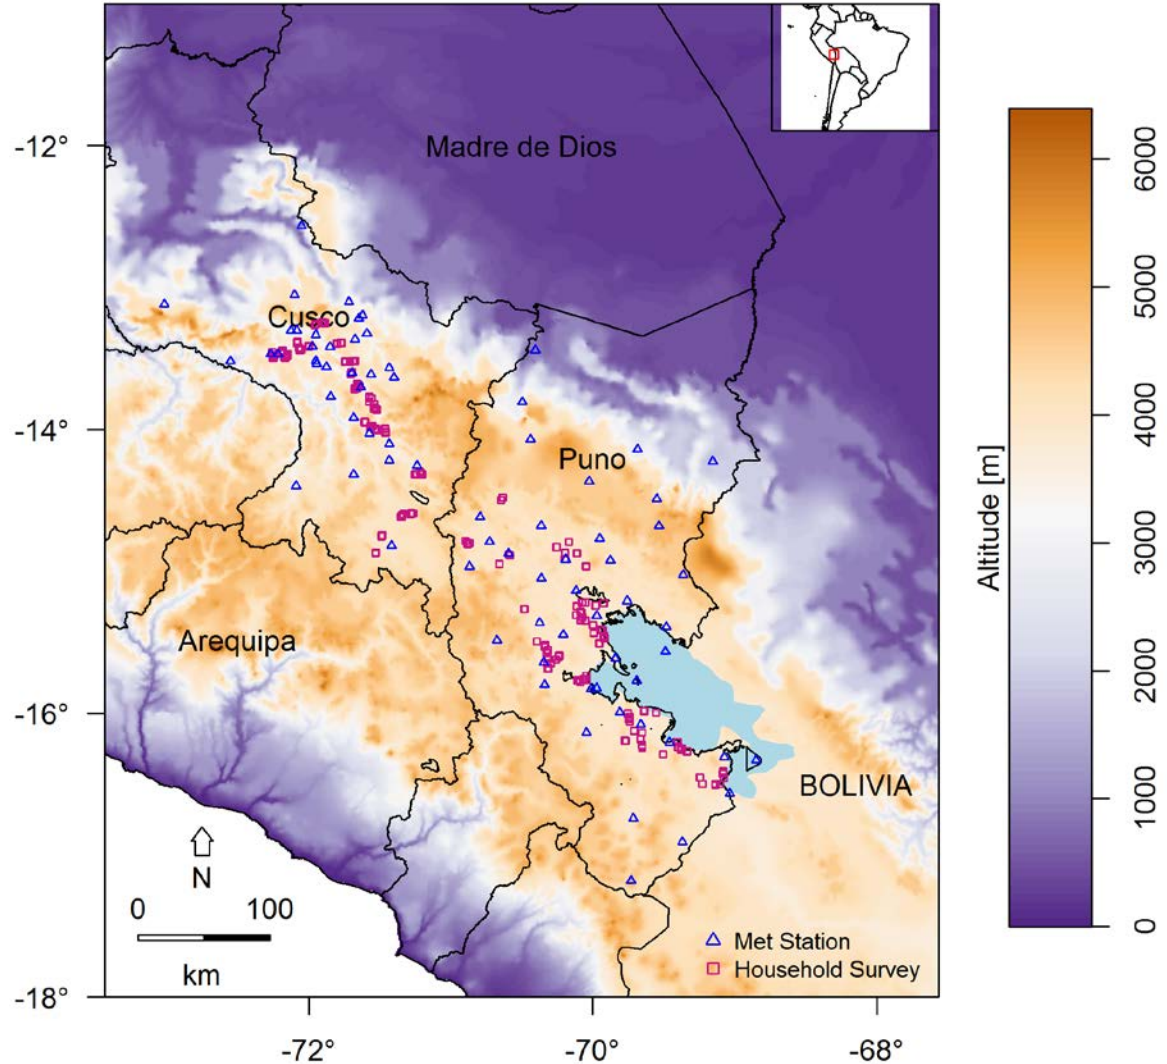 -12°
-14°
-16°
-18°
-72°
-70°
-68°
Madre de Dios
Cusco
Puno
Arequipa
BOLIVIA
N
0 100
km
Met Station
Household Survey
Altitude [m]
0
1000
2000
3000
4000
5000
6000